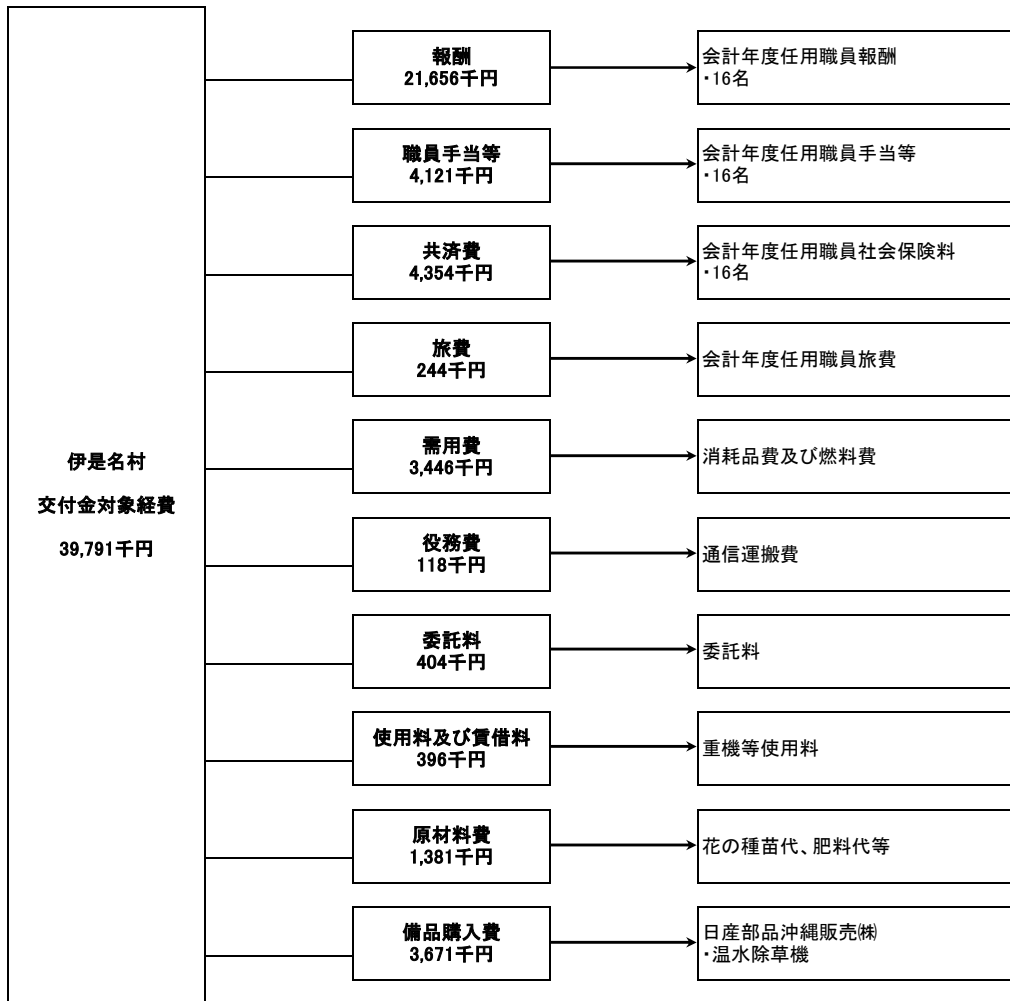 報酬
21,656千円
会計年度任用職員報酬
・16名
職員手当等
4,121千円
会計年度任用職員手当等
・16名
共済費
4,354千円
会計年度任用職員社会保険料
・16名
旅費
244千円
会計年度任用職員旅費
伊是名村
交付金対象経費
39,791千円
需用費
3,446千円
消耗品費及び燃料費
役務費
118千円
通信運搬費
委託料
404千円
委託料
使用料及び賃借料
396千円
重機等使用料
原材料費
1,381千円
花の種苗代、肥料代等
備品購入費
3,671千円
日産部品沖縄販売㈱
・温水除草機